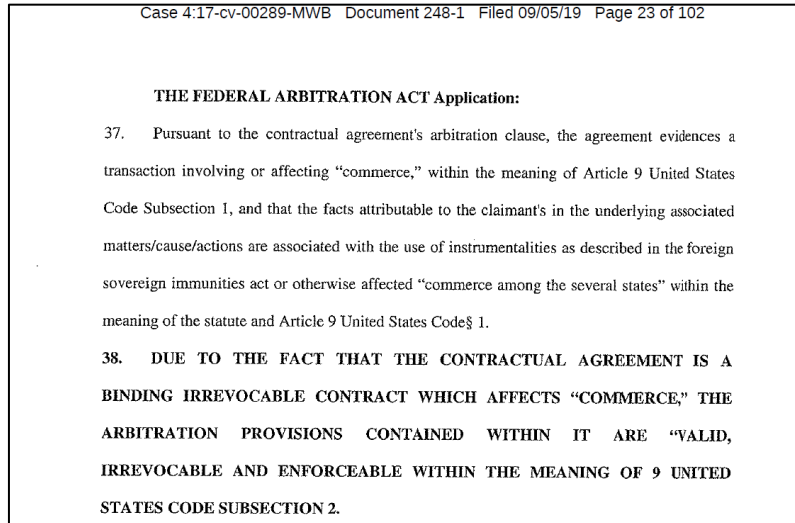 Case 4:17-cv-00289-MWB Document 248-1 Filed 09/05/19 Page 23 of 102
THE FEDERAL ARBITRATION ACT Application:
37. Pursuant to the contractual agreement's arbitration clause, the agreement evidences a
transaction involving or affecting “commerce,” within the meaning of Article 9 United States
Code Subsection 1, and that the facts attributable to the claimant's in the underlying associated
matters/cause/actions are associated with the use of instrumentalities as described in the foreign
sovereign immunities act or otherwise affected “commerce among the several states” within the
meaning of the statute and Article 9 United States Code§ 1.
38. DUE TO THE FACT THAT THE CONTRACTUAL AGREEMENT IS A
BINDING IRREVOCABLE CONTRACT WHICH AFFECTS “COMMERCE,” THE
ARBITRATION PROVISIONS CONTAINED WITHIN IT ARE “VALID,
IRREVOCABLE AND ENFORCEABLE WITHIN THE MEANING OF 9 UNITED
STATES CODE SUBSECTION 2.